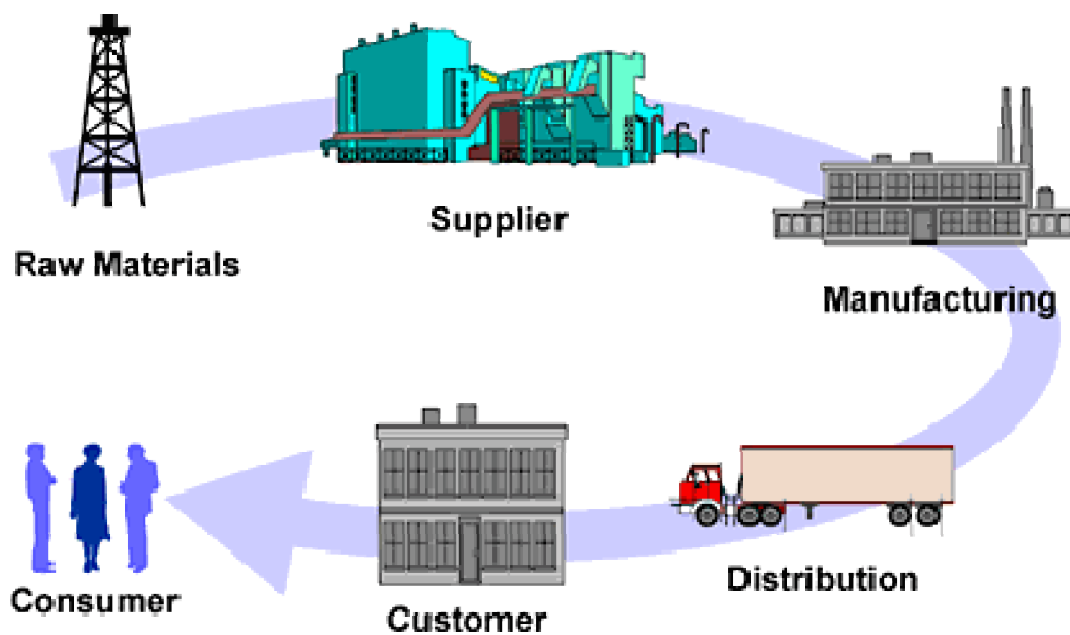 Raw Materials
Supplier
Manufacturing
Distribution
Customer
Consumer